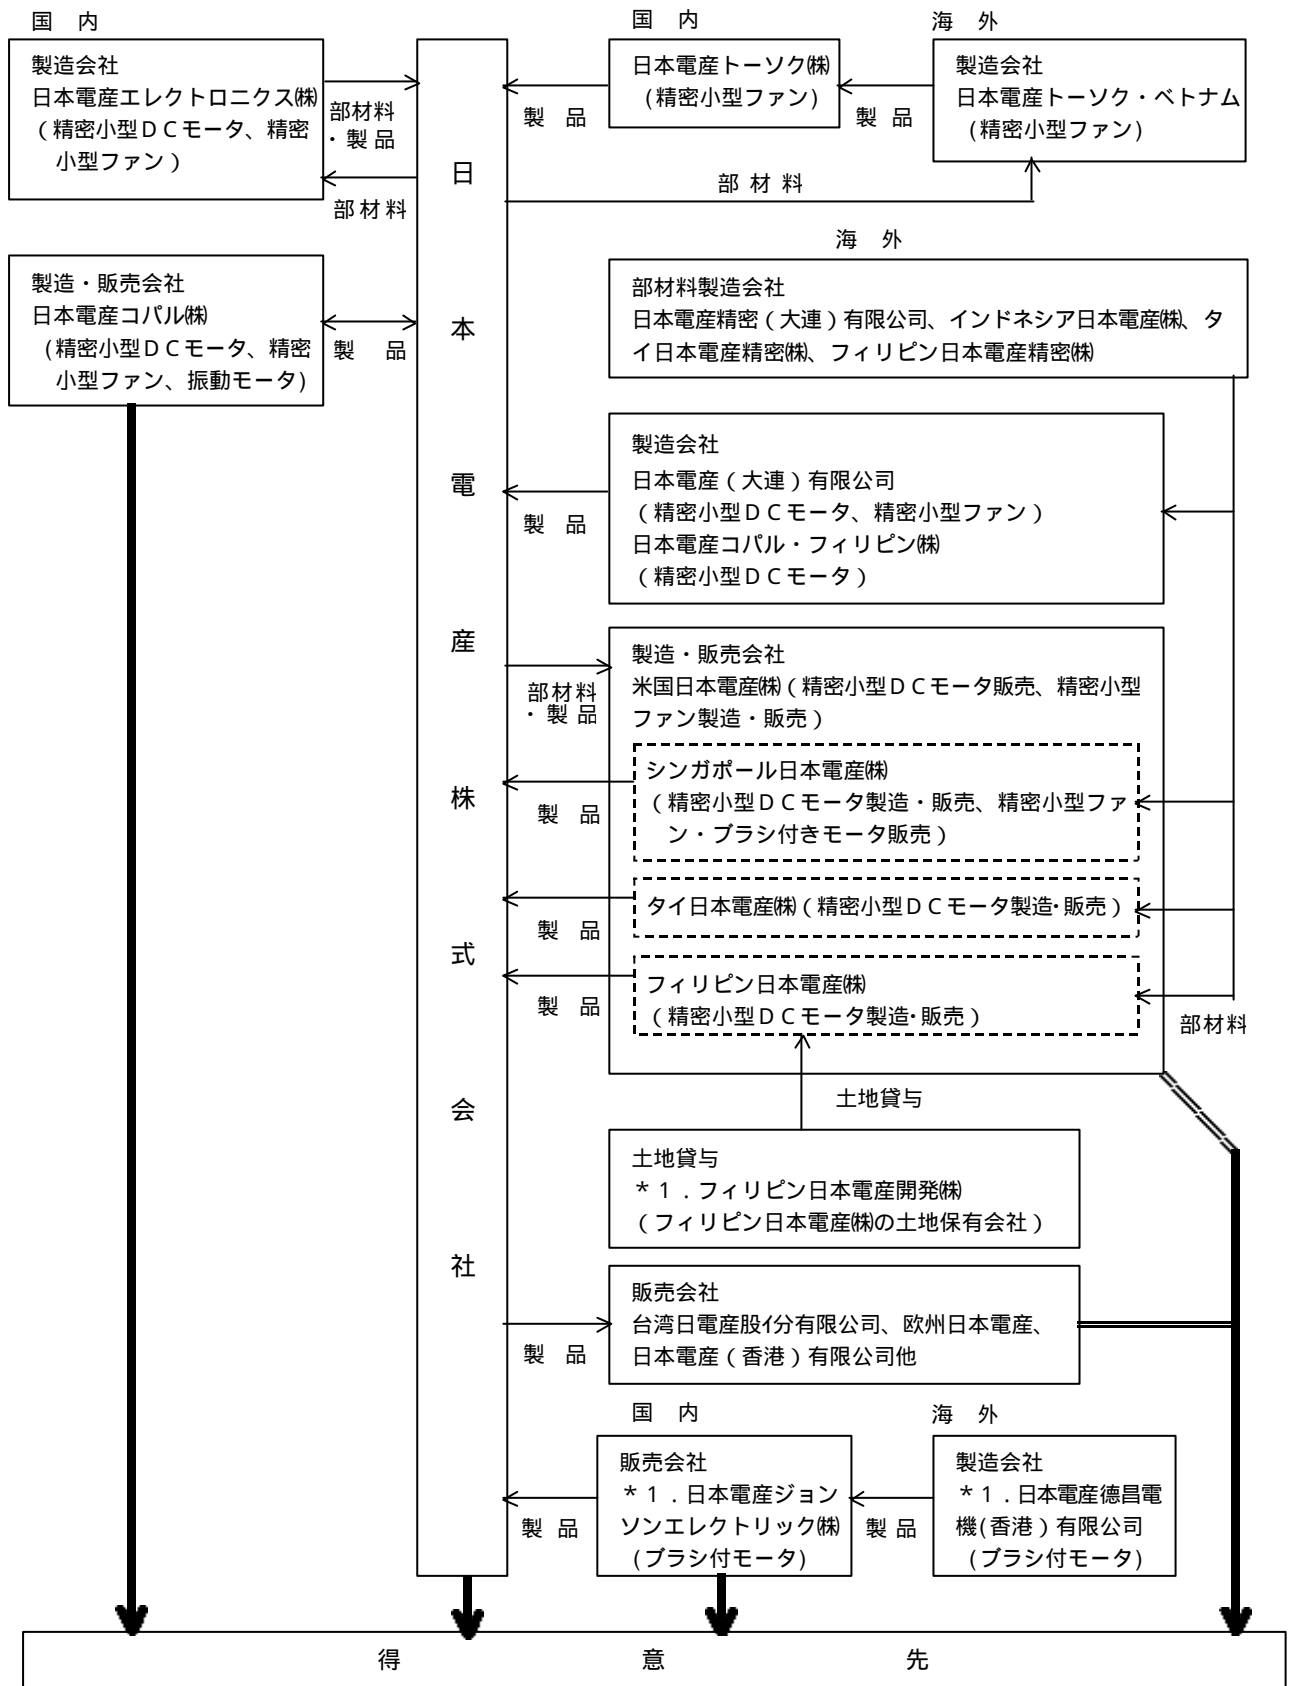 国　内
製造会社
日本電産エレクトロニクス㈱
（精密小型ＤＣモータ、精密
小型ファン）
部材料
・製品
部材料
製造・販売会社
日本電産コパル㈱
(精密小型ＤＣモータ、精密
小型ファン、振動モータ)
製　品
日本電産株式会社
国　内
日本電産トーソク㈱
(精密小型ファン)
製　品
海　外
製造会社
日本電産トーソク・ベトナム
(精密小型ファン)
製　品
部材料
海　外
部材料製造会社
日本電産精密（大連）有限公司、インドネシア日本電産㈱、タ
イ日本電産精密㈱、フィリピン日本電産精密㈱
製造会社
日本電産（大連）有限公司
（精密小型ＤＣモータ、精密小型ファン）
日本電産コパル・フィリピン㈱
（精密小型ＤＣモータ）
製　品
製造・販売会社
米国日本電産㈱（精密小型ＤＣモータ販売、精密小型
ファン製造・販売）
部材料
・製品
シンガポール日本電産㈱
（精密小型ＤＣモータ製造・販売、精密小型ファ
ン・ブラシ付きモータ販売）
製　品
タイ日本電産㈱（精密小型ＤＣモータ製造・販売）
製　品
フィリピン日本電産㈱
（精密小型ＤＣモータ製造・販売）
製　品
部材料
土地貸与
土地貸与
＊１．フィリピン日本電産開発㈱
（フィリピン日本電産㈱の土地保有会社）
販売会社
台湾日電産股ｲ分有限公司、欧州日本電産、
日本電産（香港）有限公司他
製　品
国　内
販売会社
＊１．日本電産ジョン
ソンエレクトリック㈱
(ブラシ付モータ)
製　品
海　外
製造会社
＊１．日本電産徳昌電
機(香港）有限公司
(ブラシ付モータ)
製　品
得　意　先